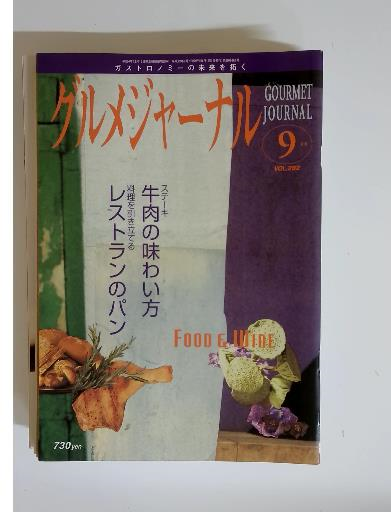 ガストロノミーの未来を拓く
グルメジャーナル
GOURMET
JOURNAL
9
VOL.282
ステーキ
牛肉の味わい方
料理を引き立てる
レストランのパン
FOOD & WINE
730yen